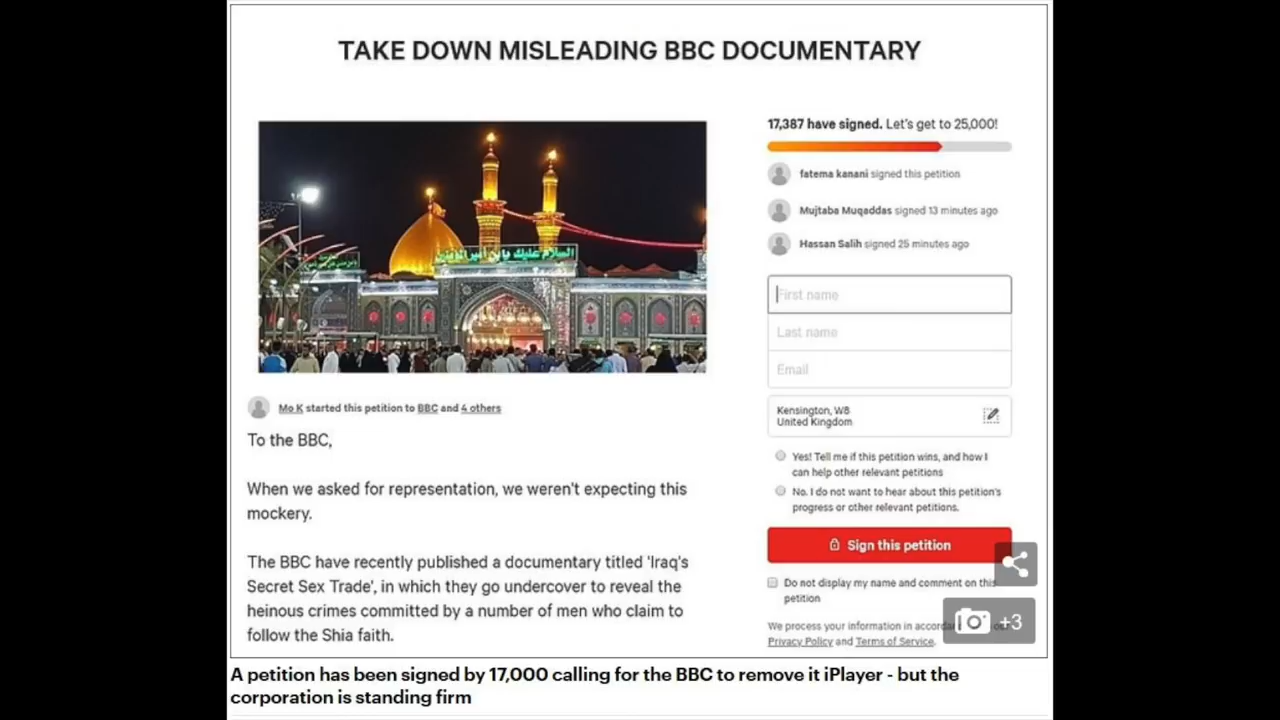 TAKE DOWN MISLEADING BBC DOCUMENTARY
17,387 have signed. Let's get to 25,000!
fatema kanani signed this petition
Mujtaba Muqaddas signed 13 minutes ago
Hassan Salih signed 25 minutes ago
First name
Last name
Email
Kensington, W8
United Kingdom
Yes! Tell me if this petition wins, and how I
can help other relevant petitions
No. I do not want to hear about this petition's
progress or other relevant petitions.
Sign this petition
Do not display my name and comment on this
petition
We process your information in
Privacy Policy and Terms of Service.
+3
السلام عليك يا
Mo K started this petition to BBC and 4 others
To the BBC,
When we asked for representation, we weren't expecting this
mockery.
The BBC have recently published a documentary titled 'Iraq's
Secret Sex Trade', in which they go undercover to reveal the
heinous crimes committed by a number of men who claim to
follow the Shia faith.
A petition has been signed by 17,000 calling for the BBC to remove it iPlayer - but the
corporation is standing firm